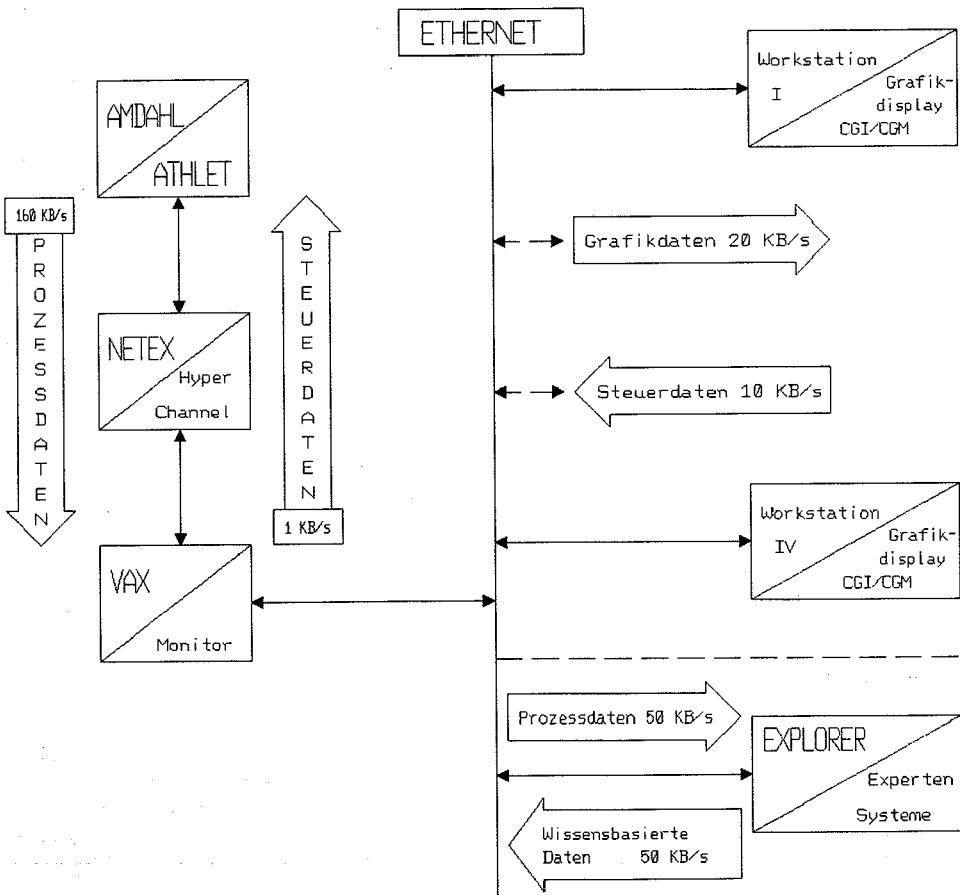 ETHERNET
Workstation
I
Grafik-
display
CGI/CGM
AMDAHL
ATHLET
160 KB/s
PROZESSDATEN
STEUERDATEN
1 KB/s
Grafikdaten 20 KB/s
NETEX
Hyper
Channel
Steuerdaten 10 KB/s
Workstation
IV
Grafik-
display
CGI/CGM
VAX
Monitor
Prozessdaten 50 KB/s
EXPLORER
Experten
Systeme
Wissensbasierte
Daten 50 KB/s